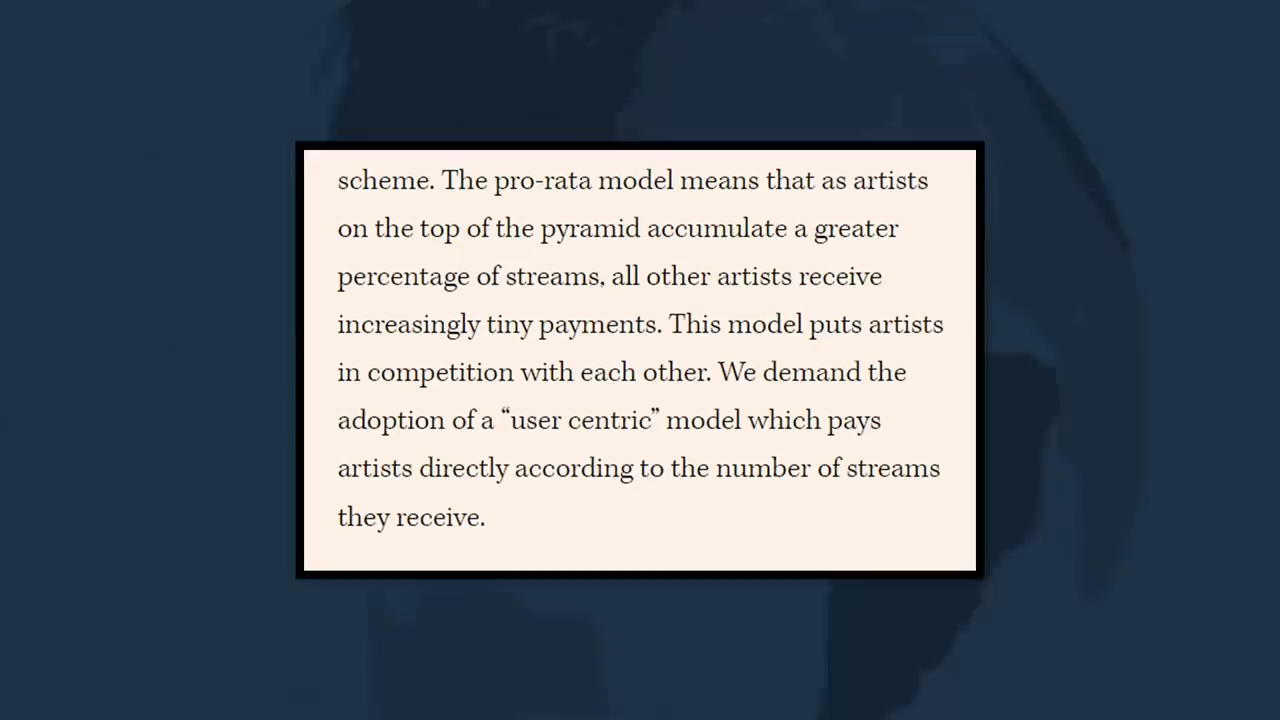 scheme. The pro-rata model means that as artists
on the top of the pyramid accumulate a greater
percentage of streams, all other artists receive
increasingly tiny payments. This model puts artists
in competition with each other. We demand the
adoption of a “user centric” model which pays
artists directly according to the number of streams
they receive.